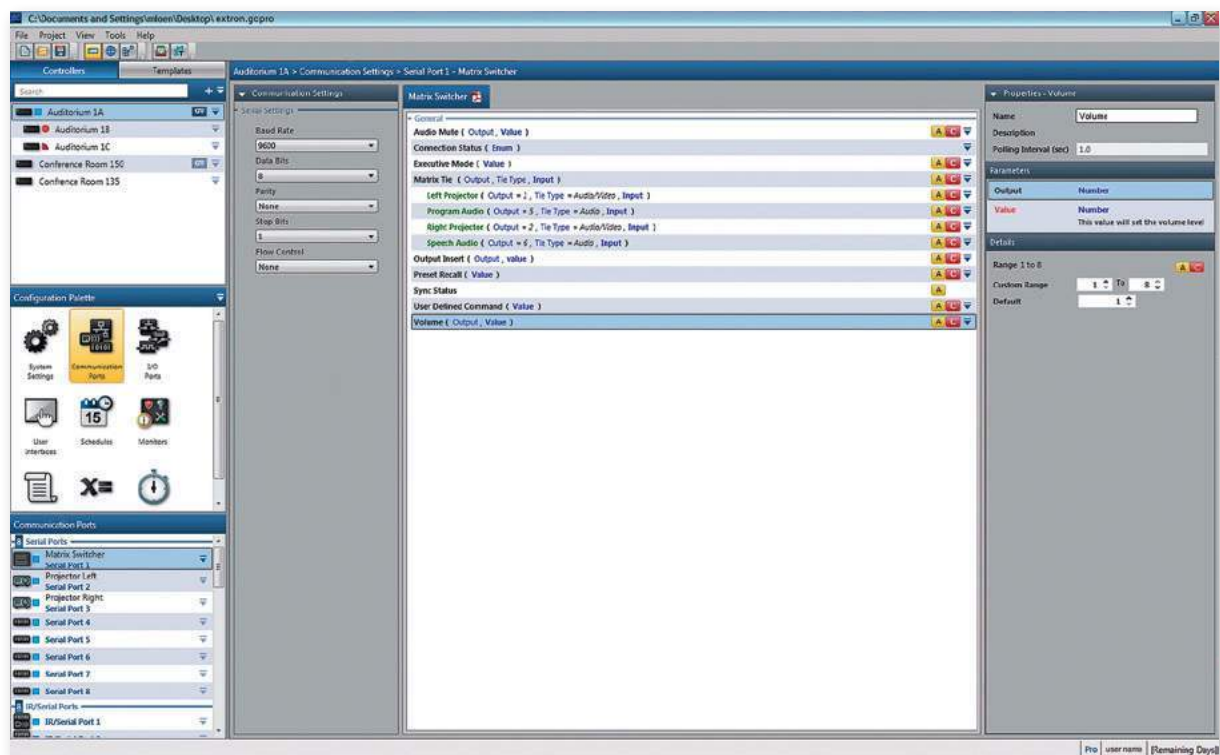 C:\Documents and Settings\mloen\Desktop\ extron.gcpro
File Project View Tools Help
Controllers
Templates
Auditorium 1A > Communication Settings > Serial Port 1 - Matrix Switcher
Search
Auditorium 1A
Auditorium 1B
Auditorium 1C
Conference Room 150
Confrence Room 135
Configuration Palette
System Settings
Communication Ports
I/O Ports
15
User Interfaces
Schedules
Monitors
X=
Communication Ports
8 Serial Ports
Matrix Switcher
Serial Port 1
Projector Left
Serial Port 2
Projector Right
Serial Port 3
Serial Port 4
Serial Port 5
Serial Port 6
Serial Port 7
Serial Port 8
8 IR/Serial Ports
IR/Serial Port 1
Communication Settings
Serial Settings
Baud Rate
9600
Data Bits
8
Parity
None
Stop Bits
1
Flow Control
None
Matrix Switcher
General
Audio Mute ( Output , Value ) A C
Connection Status ( Enum )
Executive Mode ( Value ) A C
Matrix Tie ( Output , Tie Type , Input ) A C
Left Projector ( Output = 1 , Tie Type = Audio/Video , Input ) A C
Program Audio ( Output = 5 , Tie Type = Audio , Input ) A C
Right Projector ( Output = 2 , Tie Type = Audio/Video , Input ) A C
Speech Audio ( Output = 6 , Tie Type = Audio , Input ) A C
Output Insert ( Output , value ) A C
Preset Recall ( Value ) A C
Sync Status A
User Defined Command ( Value ) A C
Volume ( Output , Value ) A C
Properties - Volume
Name Volume
Description
Polling Interval (sec) 1.0
Parameters
Output Number
Value Number
This value will set the volume level
Details
Range 1 to 8 A C
Custom Range 1 To 8
Default 1
Pro user name [Remaining Days]